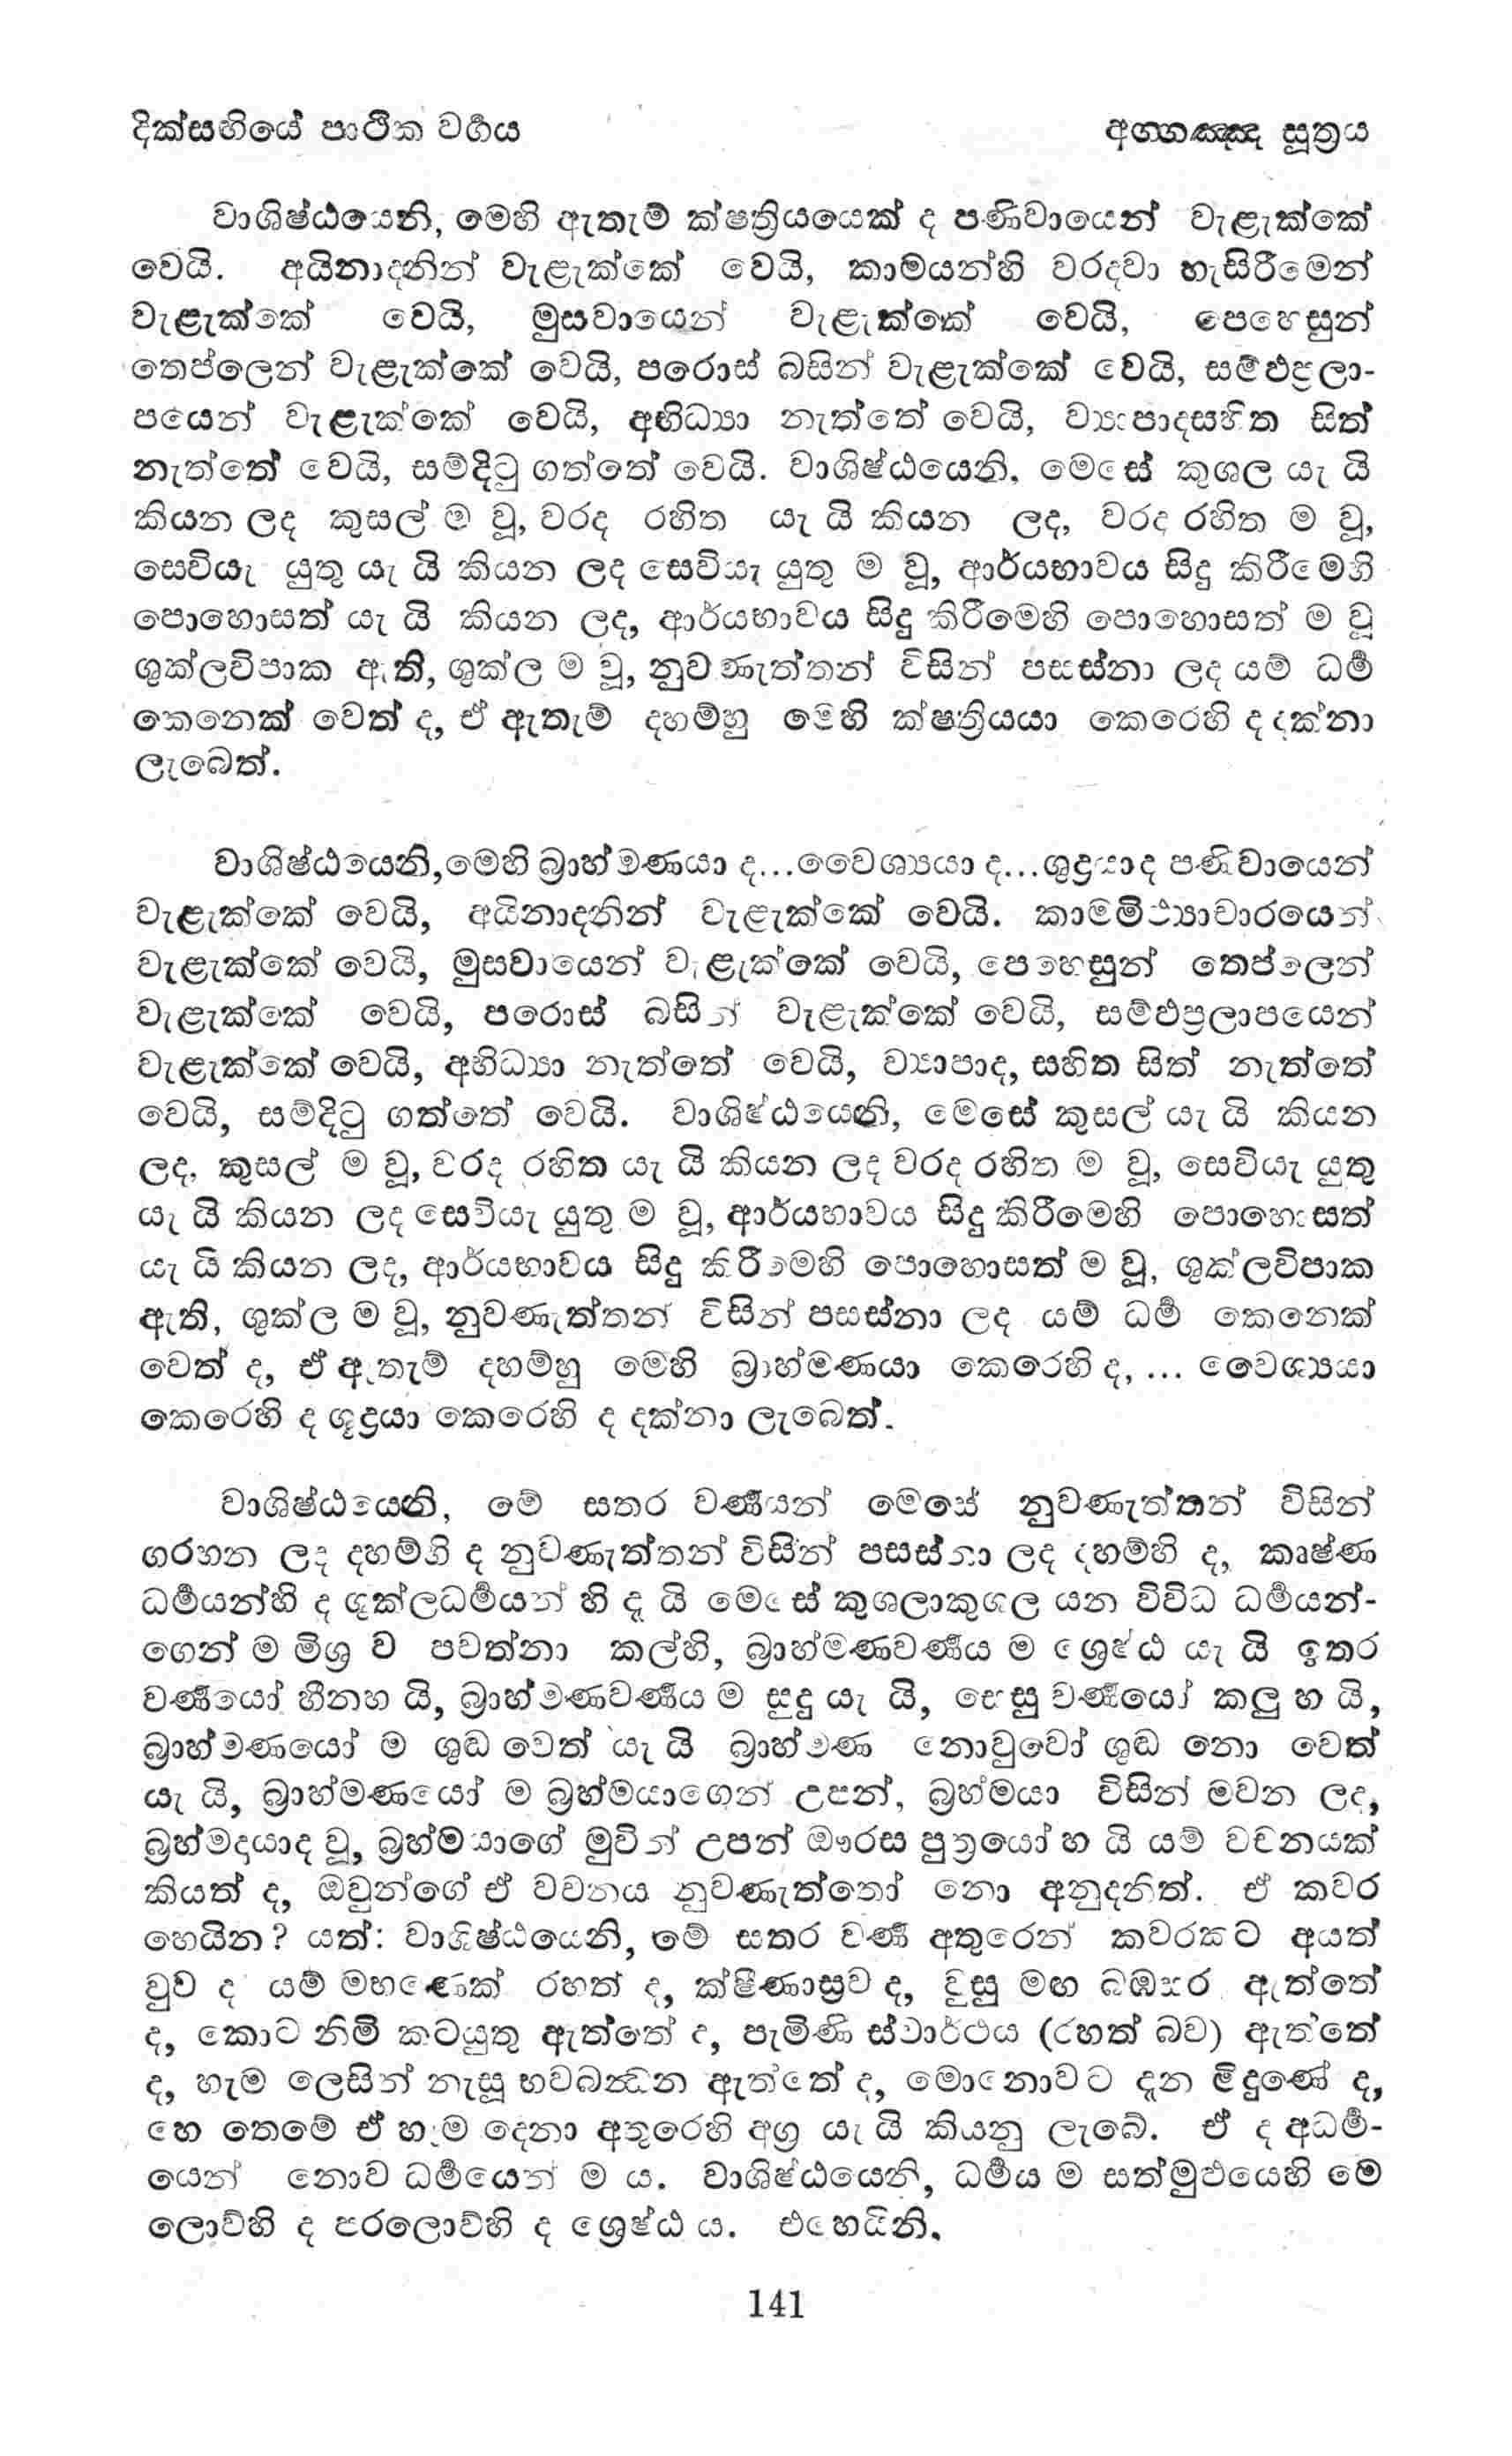 දික්සඟියේ පාථික වර්‍ගය අග්ගඤ්ඤ සූත්‍රය
වාශිෂ්ඨයෙනි, මෙහි ඇතැම් ක්ෂත්‍රියයෙක් ද පණිවායෙන් වැළැක්කේ
වෙයි. අයිනාදනින් වැළැක්කේ වෙයි, කාමයන්හි වරදවා හැසිරීමෙන්
වැළැක්කේ වෙයි, මුසවායෙන් වැළැක්කේ වෙයි, පෙහෙසුන්
තෙප්ලෙන් වැළැක්කේ වෙයි, පරොස් බසින් වැළැක්කේ වෙයි, සම්ඵප්‍රලා-
පයෙන් වැළැක්කේ වෙයි, අභිධ්‍යා නැත්තේ වෙයි, ව්‍යාපාදසහිත සිත්
නැත්තේ වෙයි, සම්දිටු ගත්තේ වෙයි. වාශිෂ්ඨයෙනි, මෙසේ කුශල යැ යි
කියන ලද කුසල් ම වූ, වරද රහිත යැ යි කියන ලද, වරද රහිත ම වූ,
සෙවියැ යුතු යැ යි කියන ලද සෙවියැ යුතු ම වූ, ආර්යභාවය සිදු කිරීමෙහි
පොහොසත් යැ යි කියන ලද, ආර්යභාවය සිදු කිරීමෙහි පොහොසත් ම වූ
ශුක්ලවිපාක ඇති, ශුක්ල ම වූ, නුවණැත්තන් විසින් පසස්නා ලද යම් ධර්‍ම
කෙනෙක් වෙත් ද, ඒ ඇතැම් දහම්හු මෙහි ක්ෂත්‍රියයා කෙරෙහි ද දක්නා
ලැබෙත්.
වාශිෂ්ඨයෙනි,මෙහි බ්‍රාහ්මණයා ද...වෛශ්‍යයා ද...ශුද්‍රයාද පණිවායෙන්
වැළැක්කේ වෙයි, අයිනාදනින් වැළැක්කේ වෙයි. කාමමිථ්‍යාචාරයෙන්
වැළැක්කේ වෙයි, මුසවායෙන් වැළැක්කේ වෙයි, පෙහෙසුන් තෙප්ලෙන්
වැළැක්කේ වෙයි, පරොස් බසින් වැළැක්කේ වෙයි, සම්ඵප්‍රලාපයෙන්
වැළැක්කේ වෙයි, අභිධ්‍යා නැත්තේ වෙයි, ව්‍යාපාද, සහිත සිත් නැත්තේ
වෙයි, සම්දිටු ගත්තේ වෙයි. වාශිෂ්ඨයෙනි, මෙසේ කුසල් යැ යි කියන
ලද, කුසල් ම වූ, වරද රහිත යැ යි කියන ලද වරද රහිත ම වූ, සෙවියැ යුතු
යැ යි කියන ලද සෙවියැ යුතු ම වූ, ආර්යභාවය සිදු කිරීමෙහි පොහොසත්
යැ යි කියන ලද, ආර්යභාවය සිදු කිරීමෙහි පොහොසත් ම වූ, ශුක්ලවිපාක
ඇති, ශුක්ල ම වූ, නුවණැත්තන් විසින් පසස්නා ලද යම් ධර්‍ම කෙනෙක්
වෙත් ද, ඒ ඇතැම් දහම්හු මෙහි බ්‍රාහ්මණයා කෙරෙහි ද, ... වෛශ්‍යයා
කෙරෙහි ද ශූද්‍රයා කෙරෙහි ද දක්නා ලැබෙත්.
වාශිෂ්ඨයෙනි, මේ සතර වර්‍ණයන් මෙසේ නුවණැත්තන් විසින්
ගරහන ලද දහම්හි ද නුවණැත්තන් විසින් පසස්නා ලද දහම්හි ද, කෘෂ්ණ
ධර්‍මයන්හි ද ශුක්ලධර්‍මයන් හි දැ යි මෙසේ කුශලාකුශල යන විවිධ ධර්‍මයන්-
ගෙන් ම මිශ්‍ර ව පවත්නා කල්හි, බ්‍රාහ්මණවර්‍ණය ම ශ්‍රෙෂ්ඨ යැ යි ඉතර
වර්‍ණයෝ හීනහ යි, බ්‍රාහ්මණවර්‍ණය ම සුදු යැ යි, සෙසු වර්‍ණයෝ කලු හ යි,
බ්‍රාහ්මණයෝ ම ශුද්‍ධ වෙත් යැ යි බ්‍රාහ්මණ නොවුවෝ ශුද්‍ධ නො වෙත්
යැ යි, බ්‍රාහ්මණයෝ ම බ්‍රහ්මයාගෙන් උපන්, බ්‍රහ්මයා විසින් මවන ලද,
බ්‍රහ්මදායාද වූ, බ්‍රහ්මයාගේ මුවින් උපන් ඖරස පුත්‍රයෝ හ යි යම් වචනයක්
කියත් ද, ඔවුන්ගේ ඒ වචනය නුවණැත්තෝ නො අනුදනිත්. ඒ කවර
හෙයින? යත්: වාශිෂ්ඨයෙනි, මේ සතර වර්‍ණ අතුරෙන් කවරකට අයත්
වුව ද යම් මහණෙක් රහත් ද, ක්ෂීණාස්‍රව ද, වුසූ මඟ බඹසර ඇත්තේ
ද, කොට නිමි කටයුතු ඇත්තේ ද, පැමිණි ස්වාර්ථය (රහත් බව) ඇත්තේ
ද, හැම ලෙසින් නැසූ භවබන්‍ධන ඇත්තේ ද, මොනොවට දැන මිදුණේ ද,
හෙ තෙමේ ඒ හැම දෙනා අතුරෙහි අග්‍ර යැ යි කියනු ලැබේ. ඒ ද අධර්‍ම-
යෙන් නොව ධර්‍මයෙන් ම ය. වාශිෂ්ඨයෙනි, ධර්‍මය ම සත්මුළුයෙහි මෙ
ලොව්හි ද පරලොව්හි ද ශ්‍රෙෂ්ඨ ය. එහෙයිනි.
141